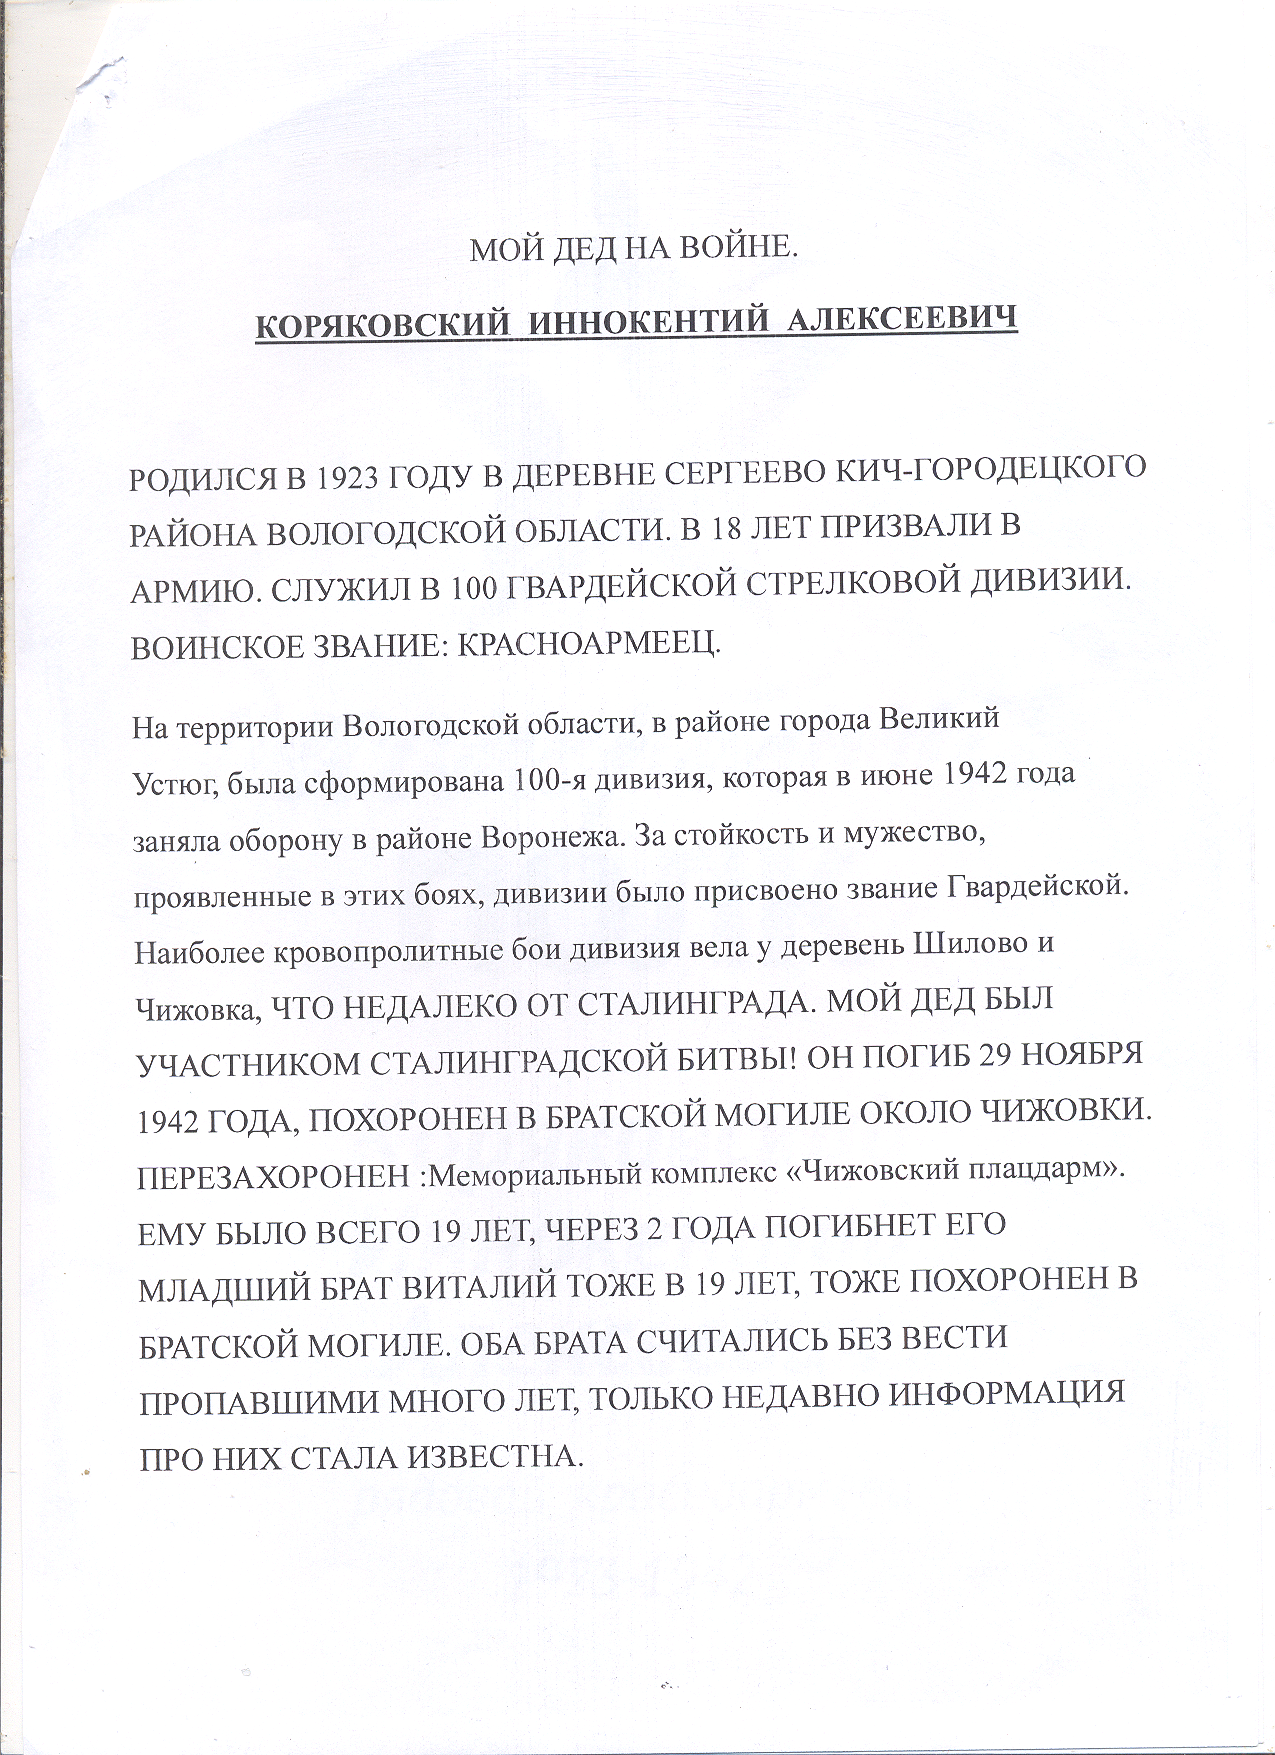 МОЙ ДЕД НА ВОЙНЕ.
КОРЯКОВСКИЙ ИННОКЕНТИЙ АЛЕКСЕЕВИЧ
РОДИЛСЯ В 1923 ГОДУ В ДЕРЕВНЕ СЕРГЕЕВО КИЧ-ГОРОДЕЦКОГО
РАЙОНА ВОЛОГОДСКОЙ ОБЛАСТИ. В 18 ЛЕТ ПРИЗВАЛИ В
АРМИЮ. СЛУЖИЛ В 100 ГВАРДЕЙСКОЙ СТРЕЛКОВОЙ ДИВИЗИИ.
ВОИНСКОЕ ЗВАНИЕ: КРАСНОАРМЕЕЦ.
На территории Вологодской области, в районе города Великий
Устюг, была сформирована 100-я дивизия, которая в июне 1942 года
заняла оборону в районе Воронежа. За стойкость и мужество,
проявленные в этих боях, дивизии было присвоено звание Гвардейской.
Наиболее кровопролитные бои дивизия вела у деревень Шилово и
Чижовка, ЧТО НЕДАЛЕКО ОТ СТАЛИНГРАДА. МОЙ ДЕД БЫЛ
УЧАСТНИКОМ СТАЛИНГРАДСКОЙ БИТВЫ! ОН ПОГИБ 29 НОЯБРЯ
1942 ГОДА, ПОХОРОНЕН В БРАТСКОЙ МОГИЛЕ ОКОЛО ЧИЖОВКИ.
ПЕРЕЗАХОРОНЕН :Мемориальный комплекс «Чижовский плацдарм».
ЕМУ БЫЛО ВСЕГО 19 ЛЕТ, ЧЕРЕЗ 2 ГОДА ПОГИБНЕТ ЕГО
МЛАДШИЙ БРАТ ВИТАЛИЙ ТОЖЕ В 19 ЛЕТ, ТОЖЕ ПОХОРОНЕН В
БРАТСКОЙ МОГИЛЕ. ОБА БРАТА СЧИТАЛИСЬ БЕЗ ВЕСТИ
ПРОПАВШИМИ МНОГО ЛЕТ, ТОЛЬКО НЕДАВНО ИНФОРМАЦИЯ
ПРО НИХ СТАЛА ИЗВЕСТНА.